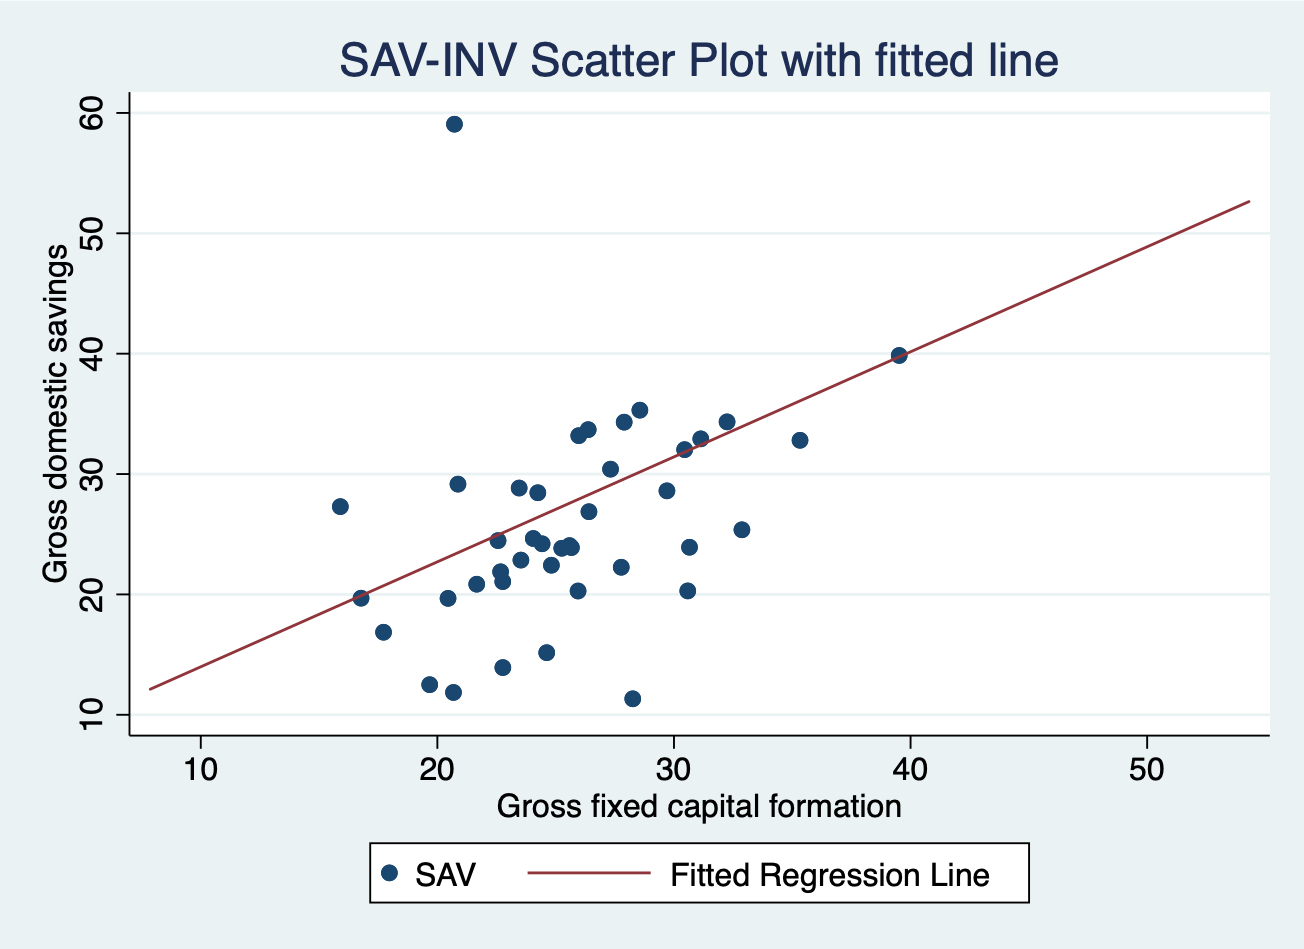 SAV-INV Scatter Plot with fitted line
60
50
40
30
20
10
Gross domestic savings
10 20 30 40 50
Gross fixed capital formation
SAV Fitted Regression Line